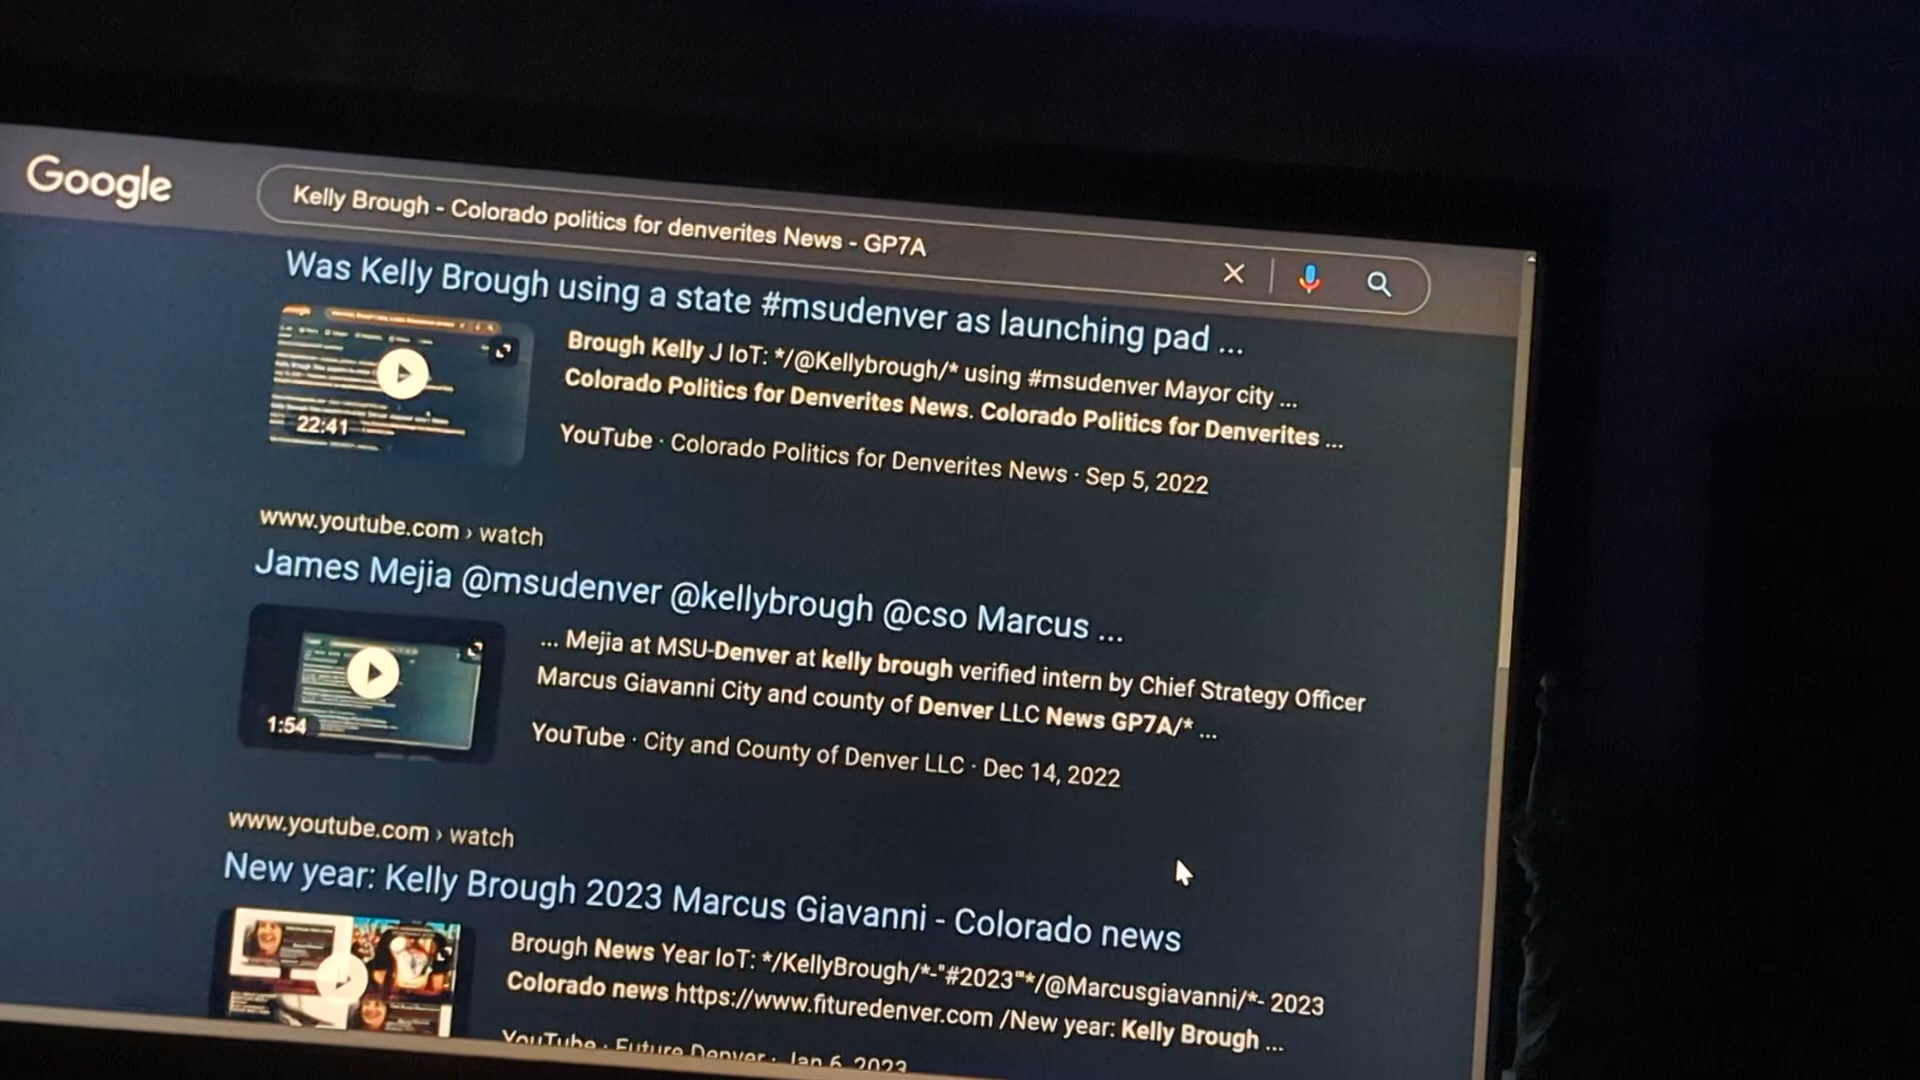 Google
Kelly Brough - Colorado politics for denverites News - GP7A
Was Kelly Brough using a state #msudenver as launching pad ...
Brough Kelly J IoT: */@Kellybrough/* using #msudenver Mayor city ...
Colorado Politics for Denverites News. Colorado Politics for Denverites ...
22:41
YouTube · Colorado Politics for Denverites News · Sep 5, 2022
www.youtube.com › watch
James Mejia @msudenver @kellybrough @cso Marcus ...
... Mejia at MSU-Denver at kelly brough verified intern by Chief Strategy Officer
Marcus Giavanni City and county of Denver LLC News GP7A/* ...
1:54
YouTube · City and County of Denver LLC · Dec 14, 2022
www.youtube.com › watch
New year: Kelly Brough 2023 Marcus Giavanni - Colorado news
Brough News Year IoT: */KellyBrough/*-"#2023"*/@Marcusgiavanni/*- 2023
Colorado news https://www.fituredenver.com /New year: Kelly Brough ...
YouTube · Future Denver · Jan 6, 2023